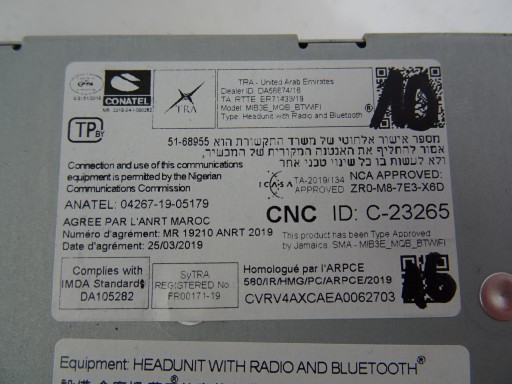 CONATEL
TRA
TRA - United Arab Emirates
Dealer ID: DA56674/16
TA RTTE ER71433/19
Model: MIB3E_MQB_BTWIFI
Type: Headunit with Radio and Bluetooth®
10
TPBY
מספר אישור אלחוטי של משרד התקשורת הוא 51-68955
אסור להחליף את האנטנה המקורית של המכשיר,
ולא לעשות בו כל שינוי טכני אחר
Connection and use of this communications
equipment is permitted by the Nigerian
Communications Commission
ICASA
TA-2019/134
APPROVED
NCA APPROVED:
ZR0-M8-7E3-X6D
ANATEL: 04267-19-05179
CNC ID: C-23265
AGREE PAR L'ANRT MAROC
Numéro d'agrément: MR 19210 ANRT 2019
Date d'agrément: 25/03/2019
This product has been Type Approved
by Jamaica. SMA - MIB3E_MQB_BTWIFI
Complies with
IMDA Standards
DA105282
SyTRA
REGISTERED No.
FR00171-19
Homologué par l'ARPCE
560/IR/HMG/PC/ARPCE/2019
CVRV4AXCAEA0062703
Equipment: HEADUNIT WITH RADIO AND BLUETOOTH®